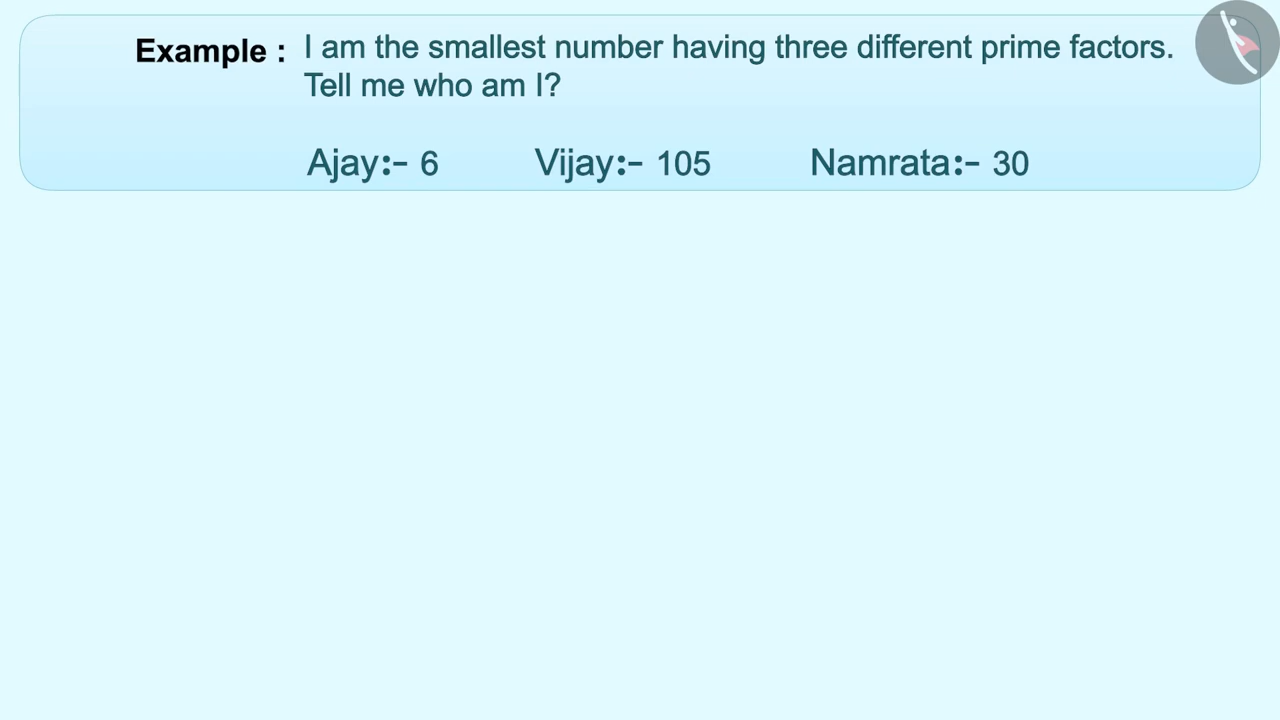 Example : I am the smallest number having three different prime factors.
Tell me who am I?
Ajay:- 6 Vijay:- 105 Namrata:- 30